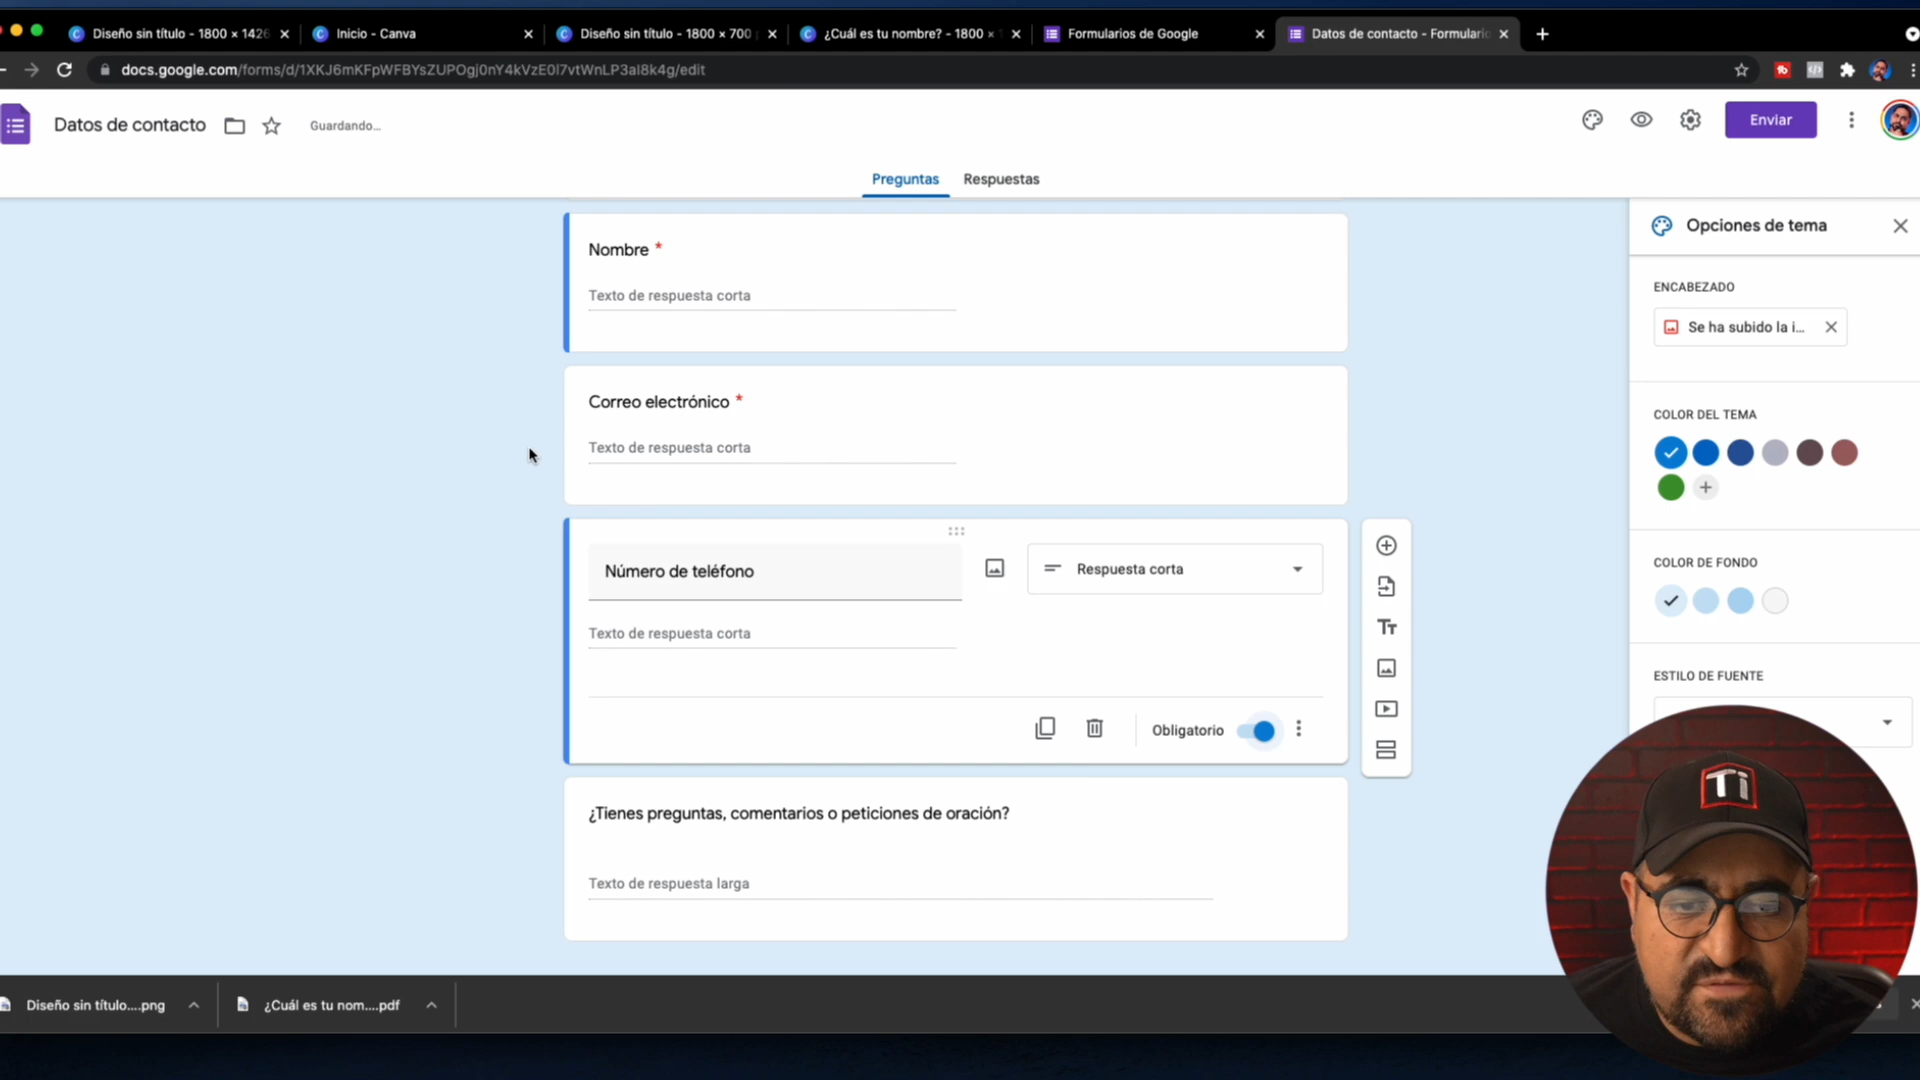 Diseño sin título - 1800 × 1426
Inicio - Canva
Diseño sin título - 1800 × 700
¿Cuál es tu nombre? - 1800 ×
Formularios de Google
Datos de contacto - Formulario
docs.google.com/forms/d/1XKJ6mKFpWFBYsZUPOgj0nY4kVzE0l7vtWnLP3al8k4g/edit
Datos de contacto
Guardando...
Enviar
Preguntas
Respuestas
Opciones de tema
Nombre *
Texto de respuesta corta
ENCABEZADO
Se ha subido la i...
Correo electrónico *
Texto de respuesta corta
COLOR DEL TEMA
Número de teléfono
Respuesta corta
Texto de respuesta corta
COLOR DE FONDO
Obligatorio
ESTILO DE FUENTE
¿Tienes preguntas, comentarios o peticiones de oración?
Texto de respuesta larga
Ti
Diseño sin título....png
¿Cuál es tu nom....pdf